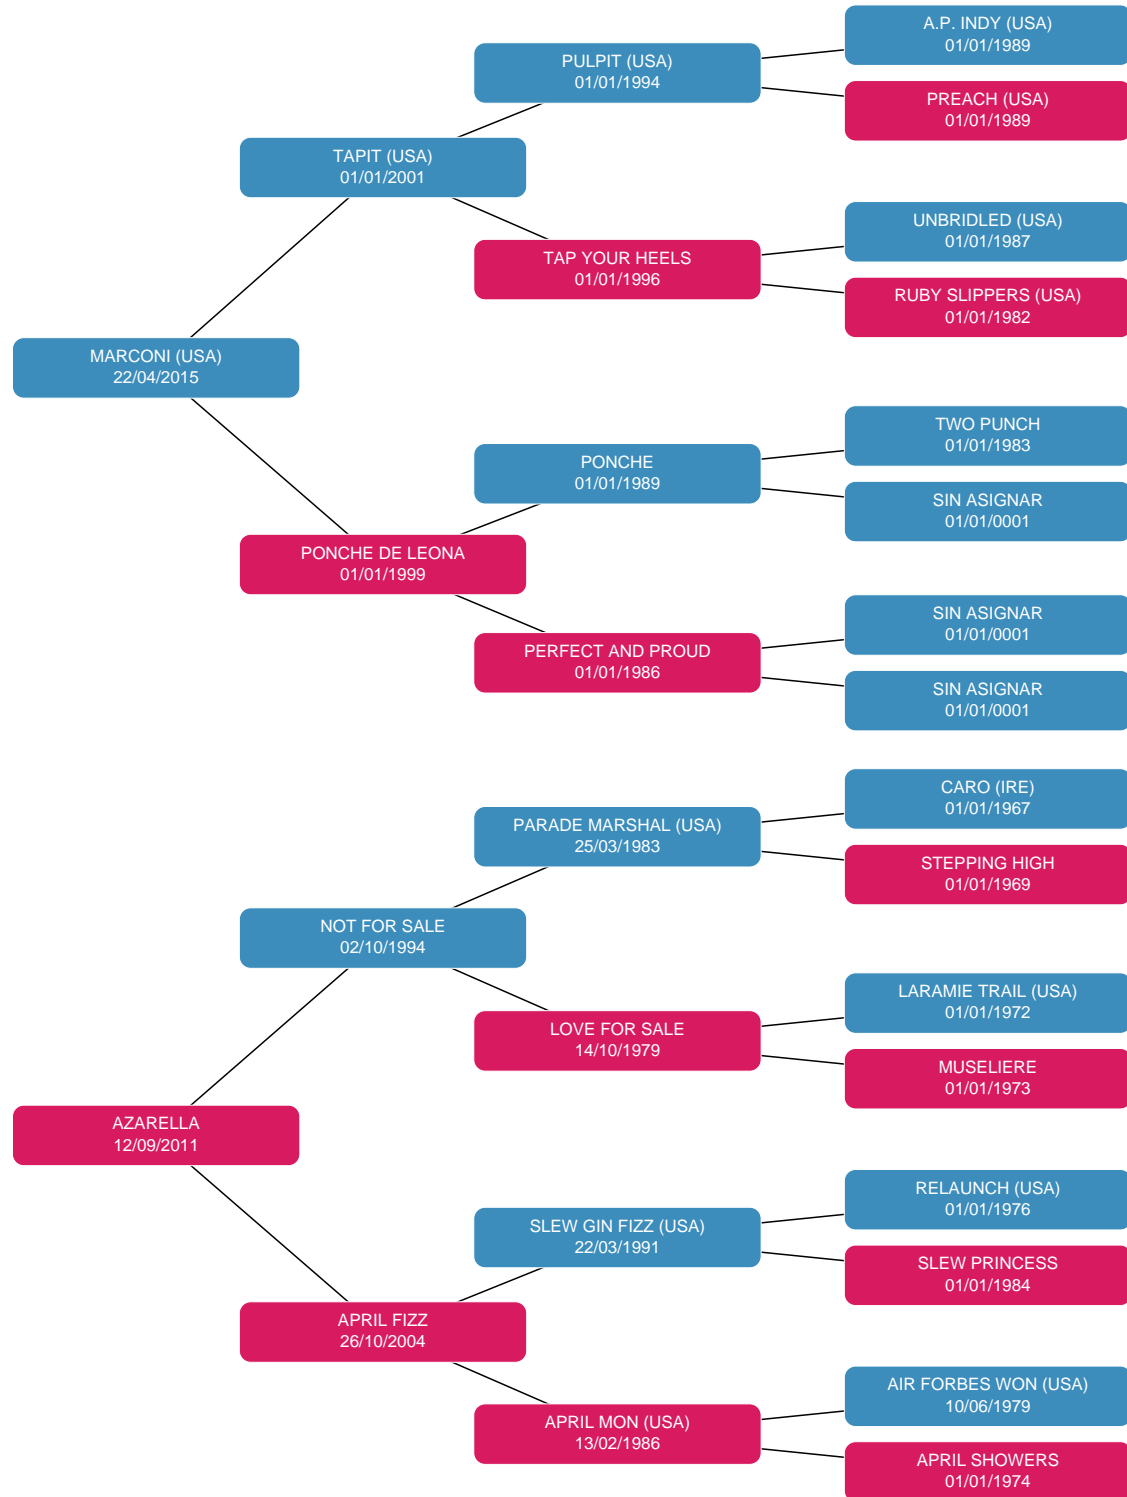 A.P. INDY (USA)
01/01/1989
PULPIT (USA)
01/01/1994
PREACH (USA)
01/01/1989
TAPIT (USA)
01/01/2001
UNBRIDLED (USA)
01/01/1987
TAP YOUR HEELS
01/01/1996
RUBY SLIPPERS (USA)
01/01/1982
MARCONI (USA)
22/04/2015
TWO PUNCH
01/01/1983
PONCHE
01/01/1989
SIN ASIGNAR
01/01/0001
PONCHE DE LEONA
01/01/1999
SIN ASIGNAR
01/01/0001
PERFECT AND PROUD
01/01/1986
SIN ASIGNAR
01/01/0001
CARO (IRE)
01/01/1967
PARADE MARSHAL (USA)
25/03/1983
STEPPING HIGH
01/01/1969
NOT FOR SALE
02/10/1994
LARAMIE TRAIL (USA)
01/01/1972
LOVE FOR SALE
14/10/1979
MUSELIERE
01/01/1973
AZARELLA
12/09/2011
RELAUNCH (USA)
01/01/1976
SLEW GIN FIZZ (USA)
22/03/1991
SLEW PRINCESS
01/01/1984
APRIL FIZZ
26/10/2004
AIR FORBES WON (USA)
10/06/1979
APRIL MON (USA)
13/02/1986
APRIL SHOWERS
01/01/1974